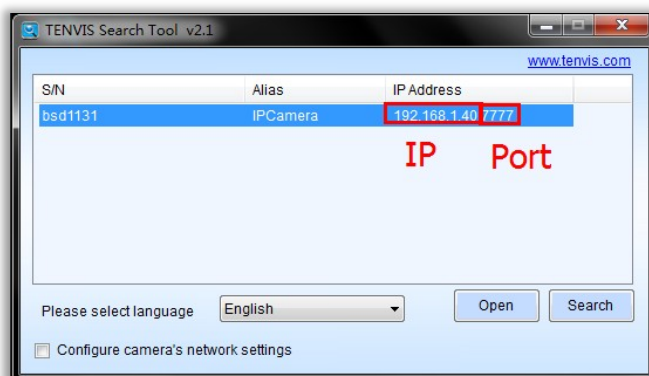 TENVIS Search Tool v2.1
www.tenvis.com
S/N Alias IP Address
bsd1131 IPCamera 192.168.1.40:7777
IP Port
Please select language English Open Search
Configure camera's network settings